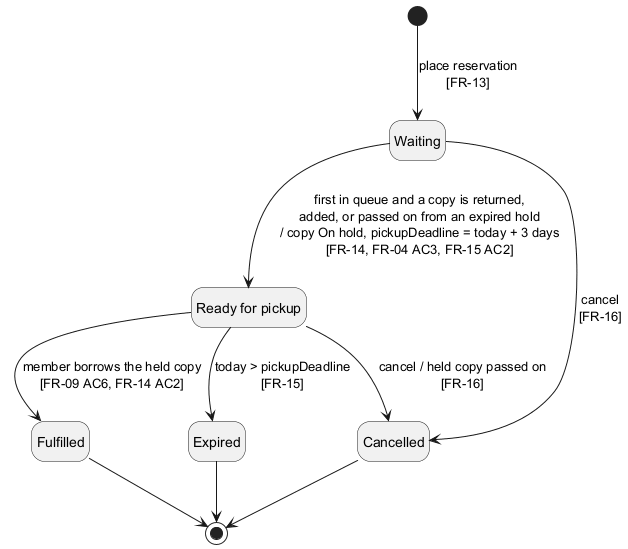 place reservation
[FR-13]
Waiting
first in queue and a copy is returned,
added, or passed on from an expired hold
/ copy On hold, pickupDeadline = today + 3 days
[FR-14, FR-04 AC3, FR-15 AC2]
cancel
[FR-16]
Ready for pickup
member borrows the held copy
[FR-09 AC6, FR-14 AC2]
today > pickupDeadline
[FR-15]
cancel / held copy passed on
[FR-16]
Fulfilled
Expired
Cancelled